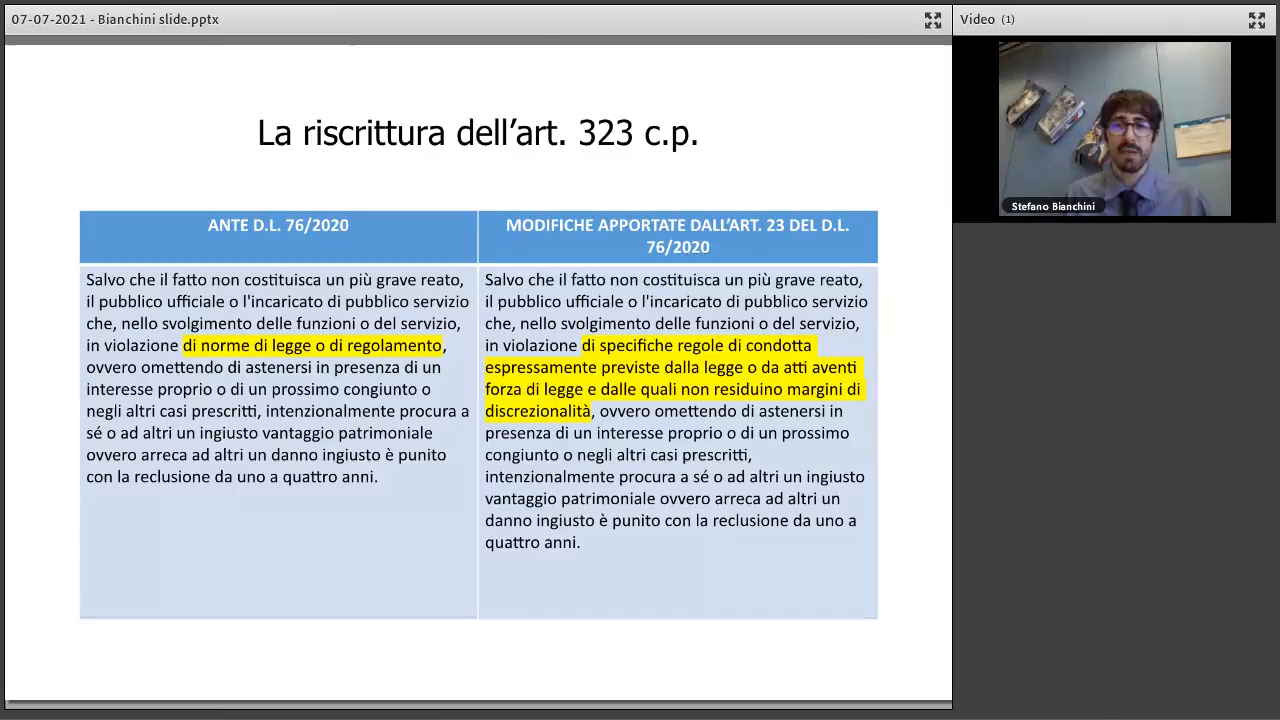 07-07-2021 - Bianchini slide.pptx
Video (1)
La riscrittura dell’art. 323 c.p.
ANTE D.L. 76/2020
Salvo che il fatto non costituisca un più grave reato,
il pubblico ufficiale o l'incaricato di pubblico servizio
che, nello svolgimento delle funzioni o del servizio,
in violazione di norme di legge o di regolamento,
ovvero omettendo di astenersi in presenza di un
interesse proprio o di un prossimo congiunto o
negli altri casi prescritti, intenzionalmente procura a
sé o ad altri un ingiusto vantaggio patrimoniale
ovvero arreca ad altri un danno ingiusto è punito
con la reclusione da uno a quattro anni.
MODIFICHE APPORTATE DALL’ART. 23 DEL D.L.
76/2020
Salvo che il fatto non costituisca un più grave reato,
il pubblico ufficiale o l'incaricato di pubblico servizio
che, nello svolgimento delle funzioni o del servizio,
in violazione di specifiche regole di condotta
espressamente previste dalla legge o da atti aventi
forza di legge e dalle quali non residuino margini di
discrezionalità, ovvero omettendo di astenersi in
presenza di un interesse proprio o di un prossimo
congiunto o negli altri casi prescritti,
intenzionalmente procura a sé o ad altri un ingiusto
vantaggio patrimoniale ovvero arreca ad altri un
danno ingiusto è punito con la reclusione da uno a
quattro anni.
Stefano Bianchini